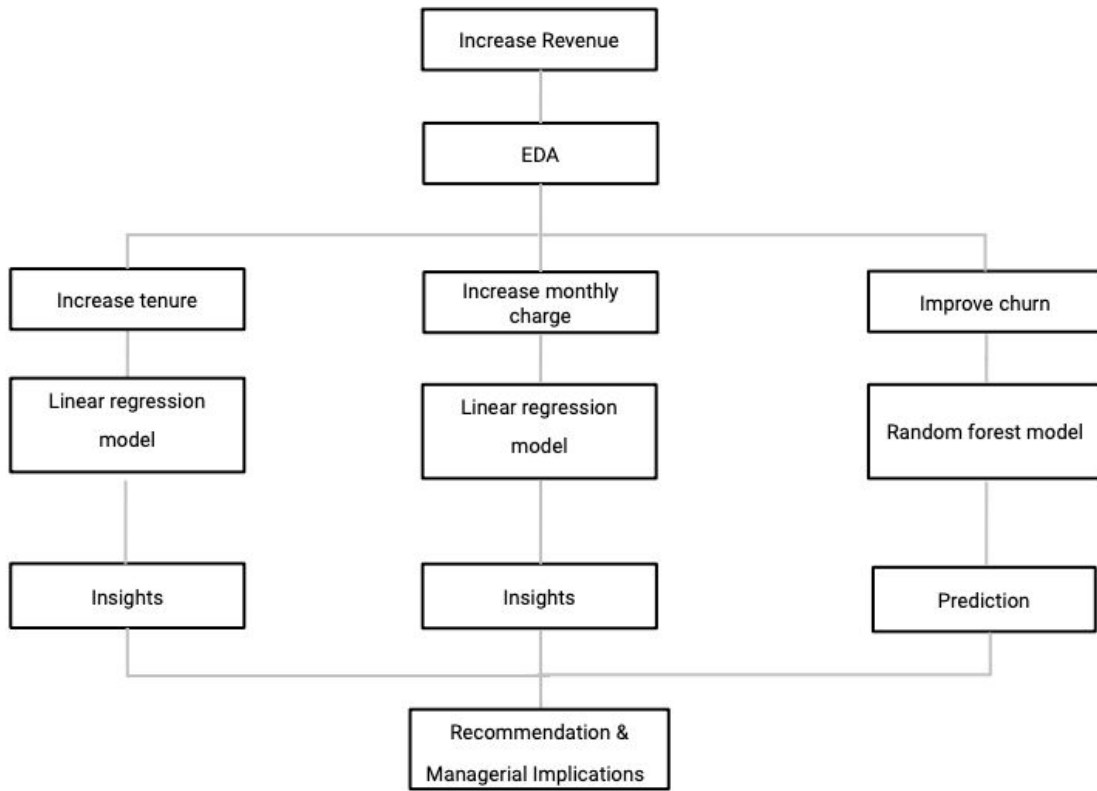 Increase Revenue
EDA
Increase tenure
Increase monthly
charge
Improve churn
Linear regression
model
Linear regression
model
Random forest model
Insights
Insights
Prediction
Recommendation &
Managerial Implications